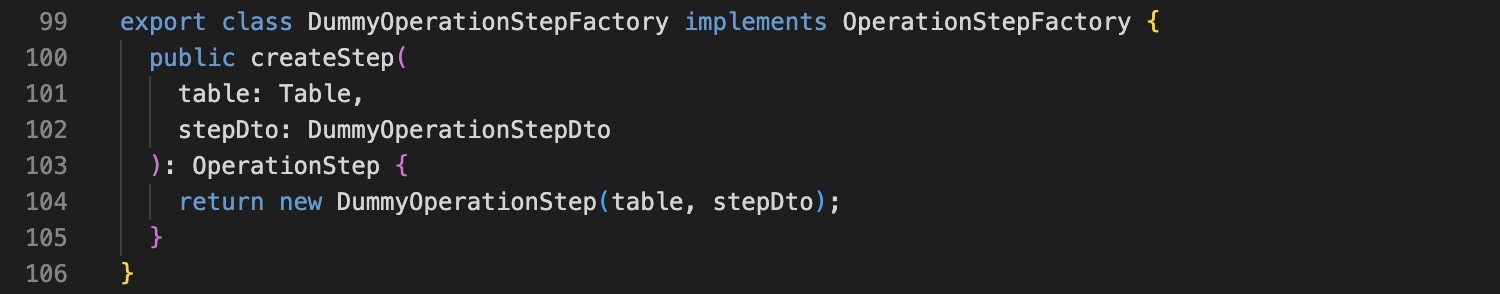 99 export class DummyOperationStepFactory implements OperationStepFactory {
100 public createStep(
101 table: Table,
102 stepDto: DummyOperationStepDto
103 ): OperationStep {
104 return new DummyOperationStep(table, stepDto);
105 }
106 }